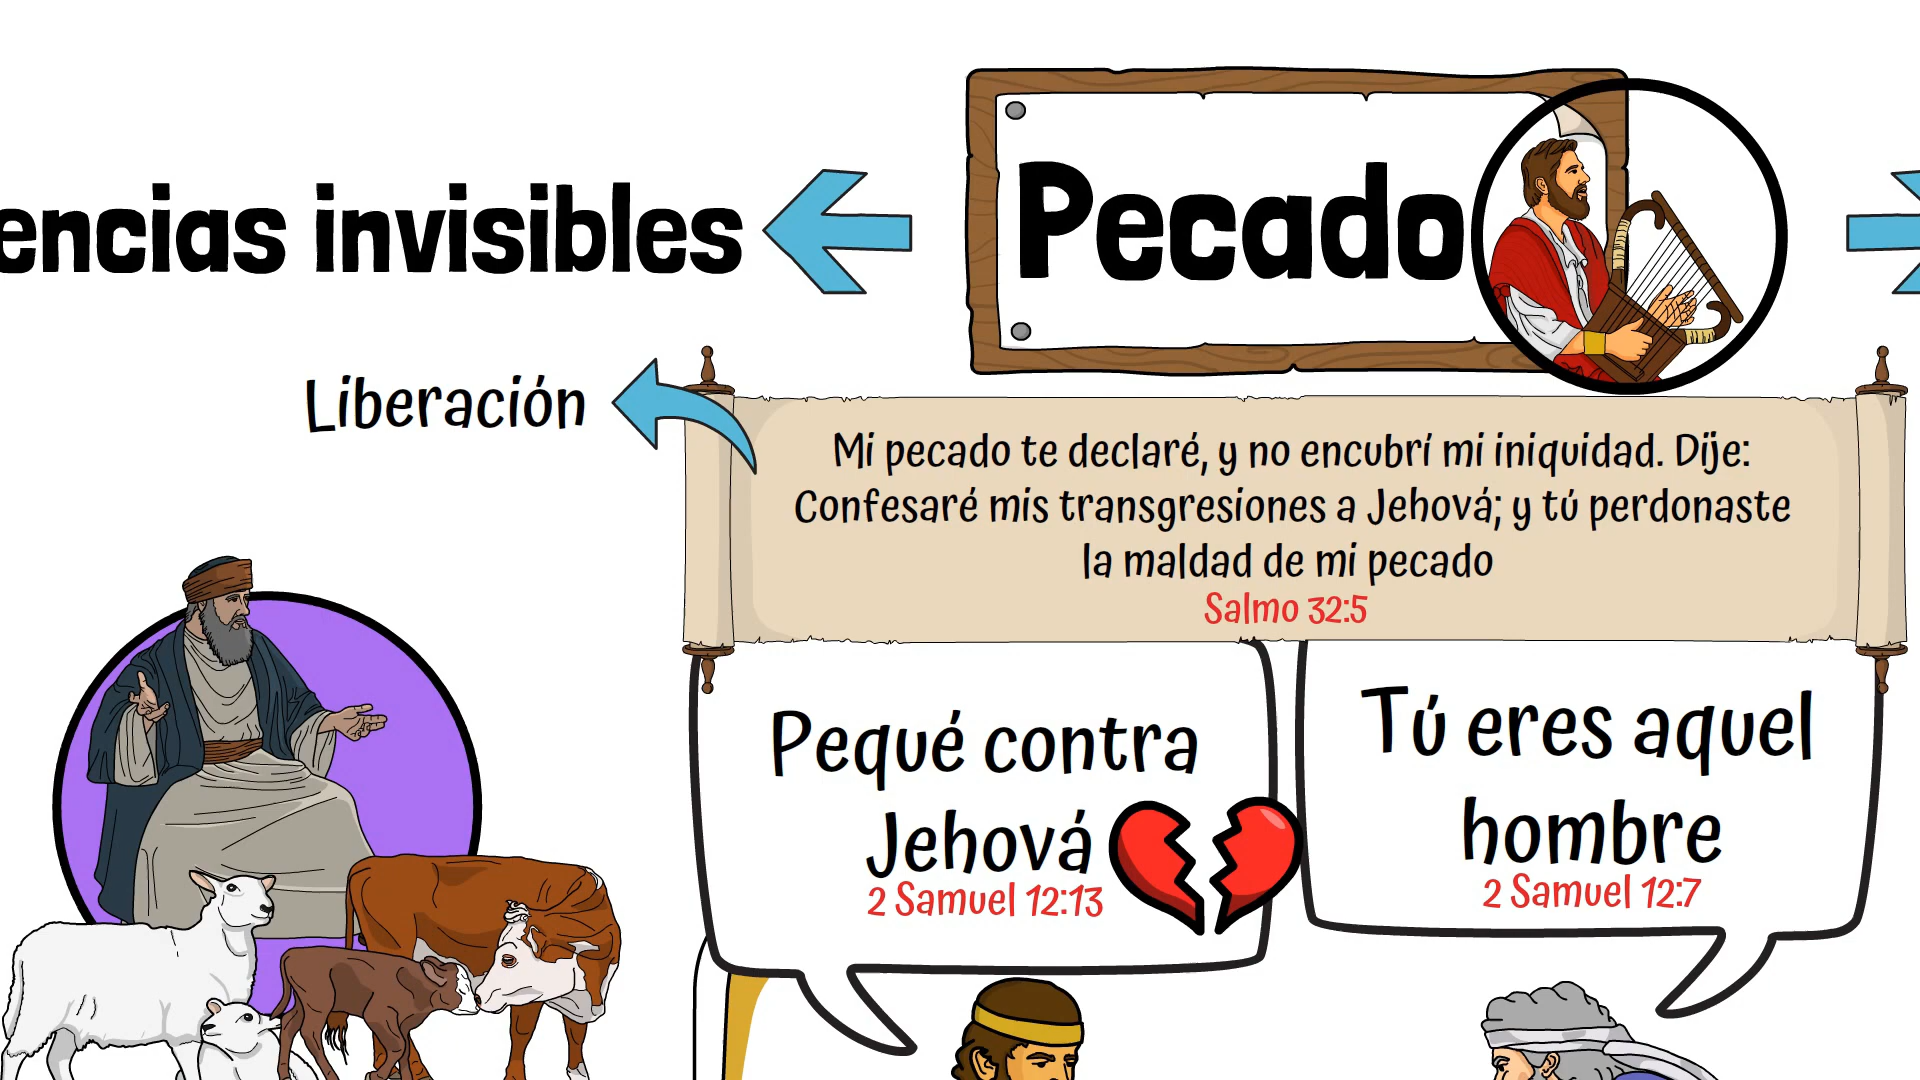 encias invisibles
Pecado
Liberación
Mi pecado te declaré, y no encubrí mi iniquidad. Dije:
Confesaré mis transgresiones a Jehová; y tú perdonaste
la maldad de mi pecado
Salmo 32:5
Pequé contra
Jehová
2 Samuel 12:13
Tú eres aquel
hombre
2 Samuel 12:7